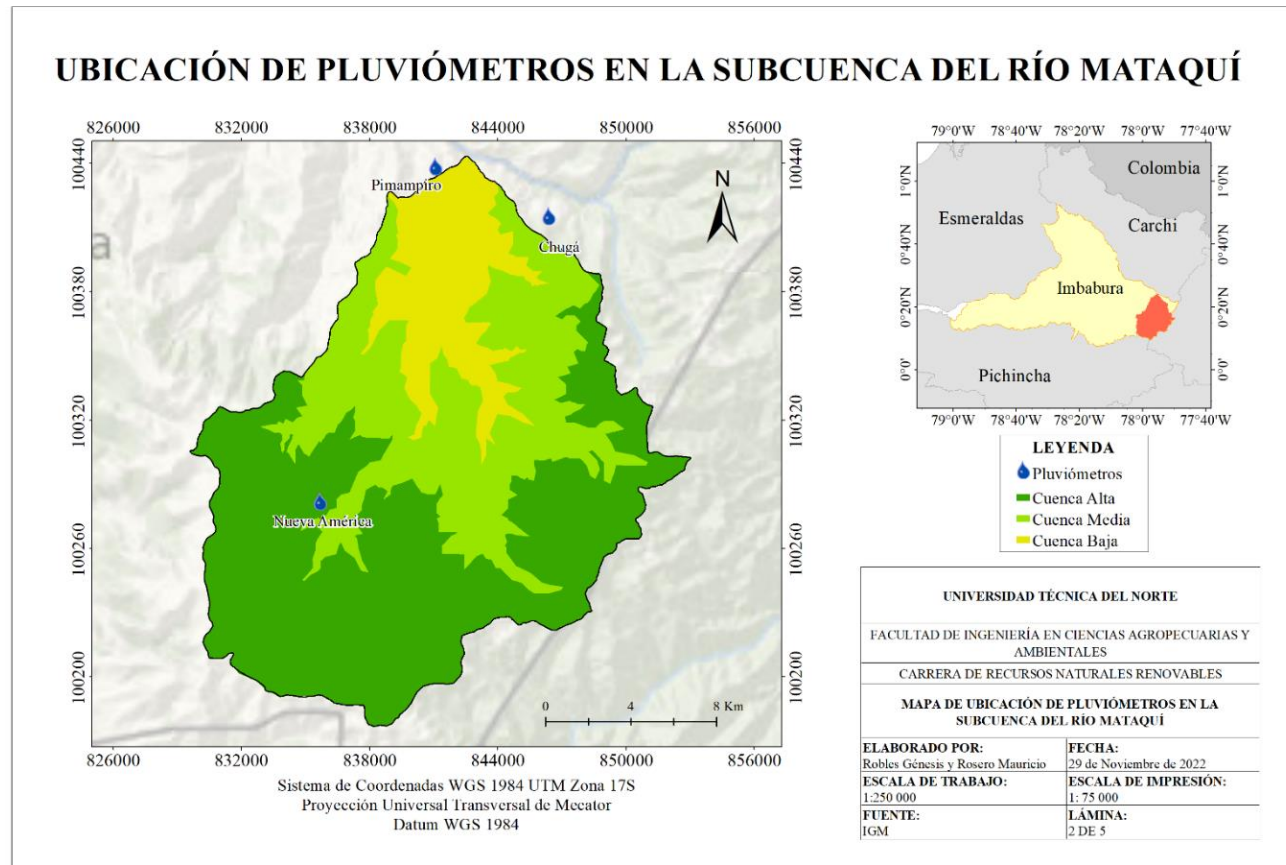 UBICACIÓN DE PLUVIÓMETROS EN LA SUBCUENCA DEL RÍO MATAQUÍ
826000 832000 838000 844000 850000 856000
100440
100380
100320
100260
100200
a
Pimampiro
Chugá
Nueva América
N
0 4 8 Km
100440
100380
100320
100260
100200
826000 832000 838000 844000 850000 856000
Sistema de Coordenadas WGS 1984 UTM Zona 17S
Proyección Universal Transversal de Mecator
Datum WGS 1984
79°0'W 78°40'W 78°20'W 78°0'W 77°40'W
1°0'N
0°40'N
0°20'N
0°0'
Colombia
Esmeraldas
Carchi
Imbabura
Pichincha
1°0'N
0°40'N
0°20'N
0°0'
79°0'W 78°40'W 78°20'W 78°0'W 77°40'W
LEYENDA
Pluviómetros
Cuenca Alta
Cuenca Media
Cuenca Baja
UNIVERSIDAD TÉCNICA DEL NORTE
FACULTAD DE INGENIERÍA EN CIENCIAS AGROPECUARIAS Y
AMBIENTALES
CARRERA DE RECURSOS NATURALES RENOVABLES
MAPA DE UBICACIÓN DE PLUVIÓMETROS EN LA
SUBCUENCA DEL RÍO MATAQUÍ
ELABORADO POR:
Robles Génesis y Rosero Mauricio
FECHA:
29 de Noviembre de 2022
ESCALA DE TRABAJO:
1:250 000
ESCALA DE IMPRESIÓN:
1: 75 000
FUENTE:
IGM
LÁMINA:
2 DE 5